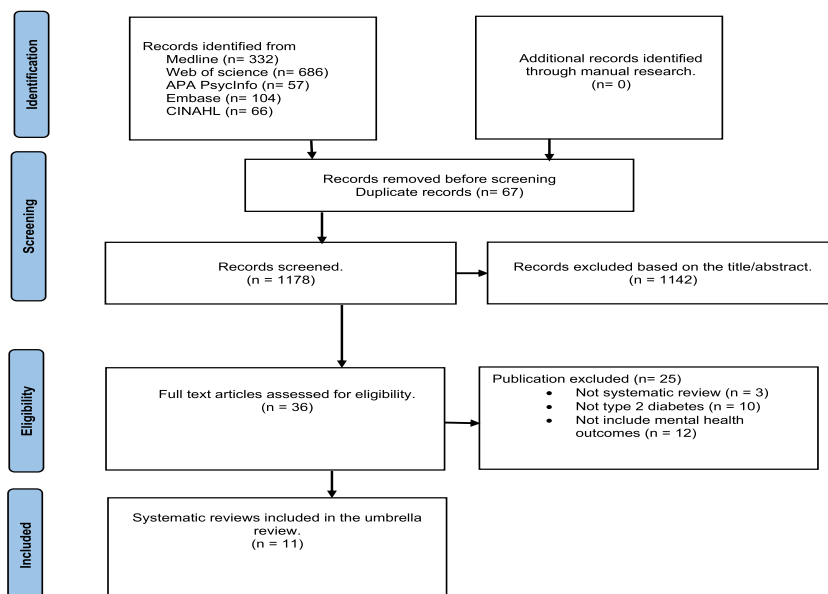 Identification
Records identified from
Medline (n= 332)
Web of science (n= 686)
APA PsycInfo (n= 57)
Embase (n= 104)
CINAHL (n= 66)
Additional records identified
through manual research.
(n= 0)
Screening
Records removed before screening
Duplicate records (n= 67)
Records screened.
(n = 1178)
Records excluded based on the title/abstract.
(n = 1142)
Eligibility
Full text articles assessed for eligibility.
(n = 36)
Publication excluded (n= 25)
• Not systematic review (n = 3)
• Not type 2 diabetes (n = 10)
• Not include mental health
outcomes (n = 12)
Included
Systematic reviews included in the umbrella
review.
(n = 11)